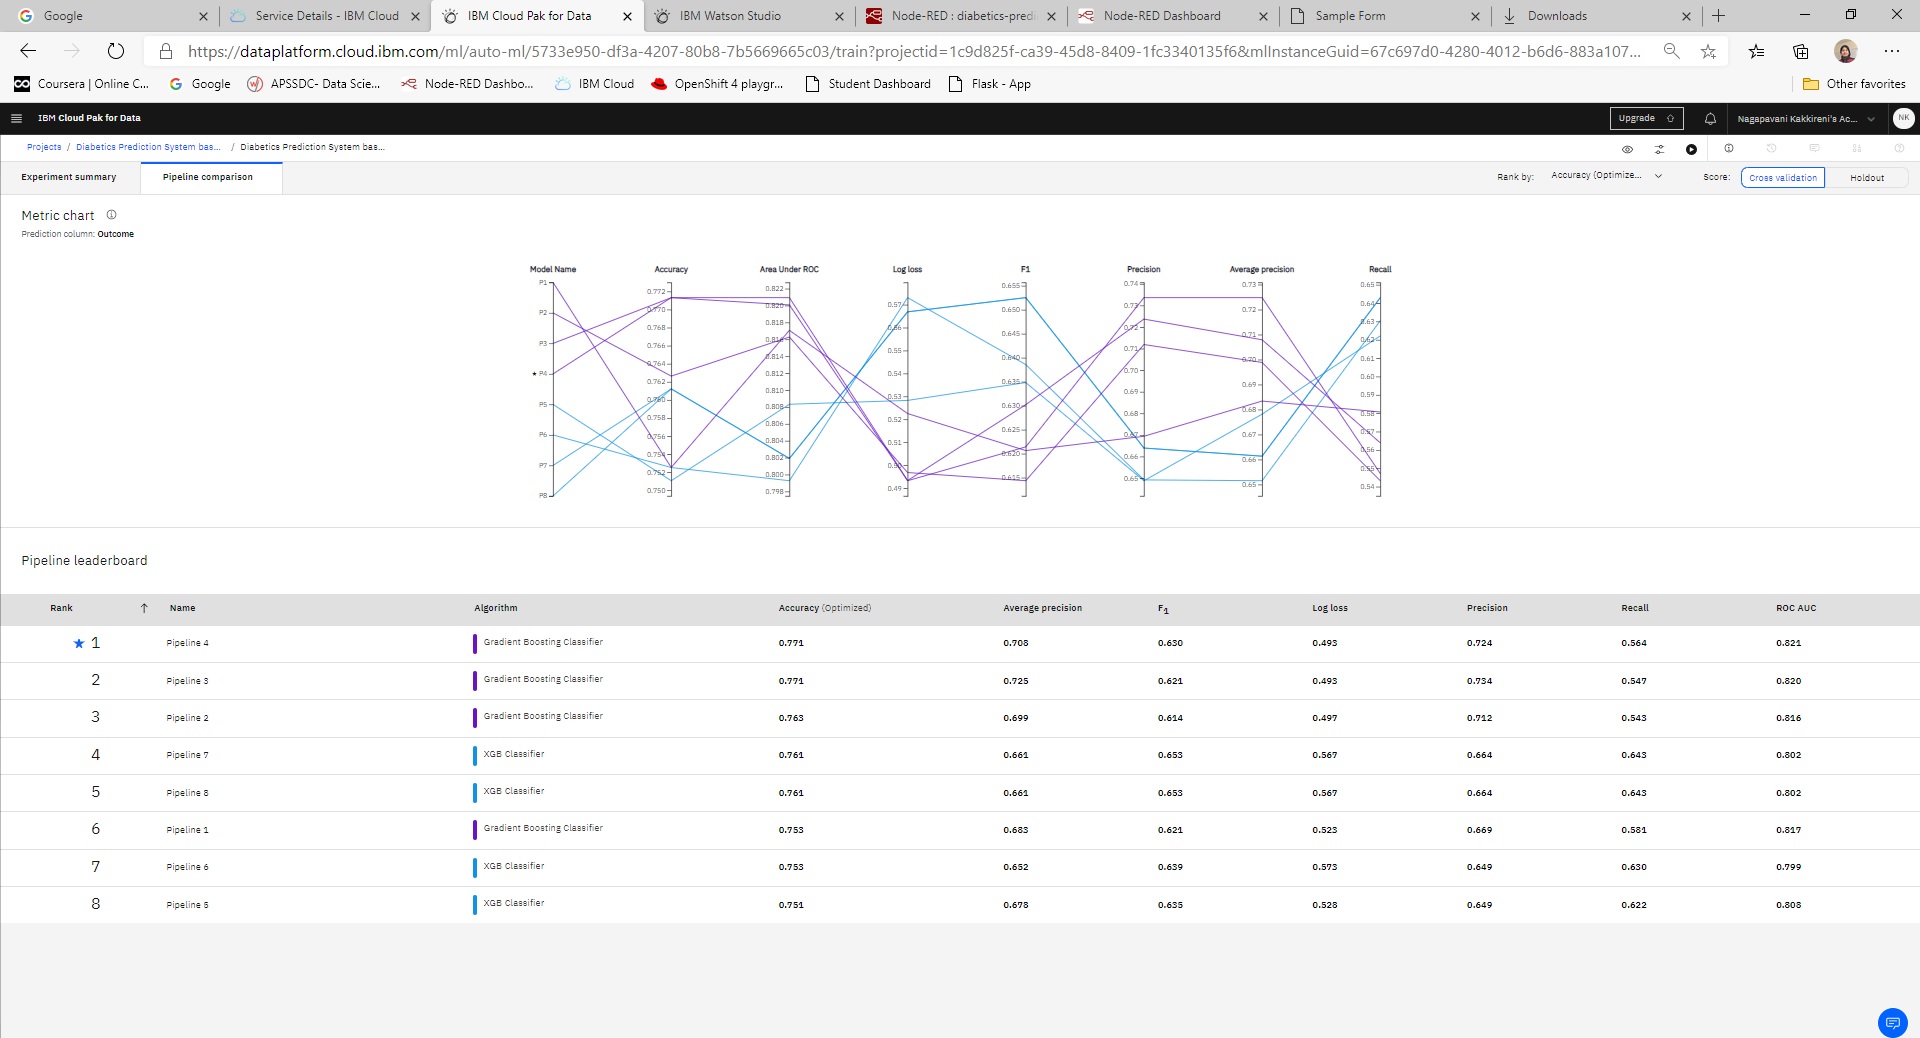 Google
Service Details - IBM Cloud
IBM Cloud Pak for Data
IBM Watson Studio
Node-RED : diabetics-predi
Node-RED Dashboard
Sample Form
Downloads
https://dataplatform.cloud.ibm.com/ml/auto-ml/5733e950-df3a-4207-80b8-7b5669665c03/train?projectid=1c9d825f-ca39-45d8-8409-1fc3340135f6&mlInstanceGuid=67c697d0-4280-4012-b6d6-883a107...
Coursera | Online C...
Google
APSSDC- Data Scie...
Node-RED Dashbo...
IBM Cloud
OpenShift 4 playgr...
Student Dashboard
Flask - App
Other favorites
IBM Cloud Pak for Data
Upgrade
Nagapavani Kakkireni's Ac...
NK
Projects / Diabetics Prediction System bas... / Diabetics Prediction System bas...
Experiment summary
Pipeline comparison
Rank by: Accuracy (Optimize...
Score: Cross validation Holdout
Metric chart
Prediction column: Outcome
Model Name Accuracy Area Under ROC Log loss F1 Precision Average precision Recall
P1
P2
P3
P4
P5
P6
P7
P8
0.772
0.770
0.768
0.766
0.764
0.762
0.760
0.758
0.756
0.754
0.752
0.750
0.822
0.820
0.818
0.816
0.814
0.812
0.810
0.808
0.806
0.804
0.802
0.800
0.798
0.57
0.56
0.55
0.54
0.53
0.52
0.51
0.50
0.49
0.655
0.650
0.645
0.640
0.635
0.630
0.625
0.620
0.615
0.74
0.73
0.72
0.71
0.70
0.69
0.68
0.67
0.66
0.65
0.73
0.72
0.71
0.70
0.69
0.68
0.67
0.66
0.65
0.65
0.64
0.63
0.62
0.61
0.60
0.59
0.58
0.57
0.56
0.55
0.54
Pipeline leaderboard
Rank Name Algorithm Accuracy (Optimized) Average precision F1 Log loss Precision Recall ROC AUC
1 Pipeline 4 Gradient Boosting Classifier 0.771 0.708 0.630 0.493 0.724 0.564 0.821
2 Pipeline 3 Gradient Boosting Classifier 0.771 0.725 0.621 0.493 0.734 0.547 0.820
3 Pipeline 2 Gradient Boosting Classifier 0.763 0.699 0.614 0.497 0.712 0.543 0.816
4 Pipeline 7 XGB Classifier 0.761 0.661 0.653 0.567 0.664 0.643 0.802
5 Pipeline 8 XGB Classifier 0.761 0.661 0.653 0.567 0.664 0.643 0.802
6 Pipeline 1 Gradient Boosting Classifier 0.753 0.683 0.621 0.523 0.669 0.581 0.817
7 Pipeline 6 XGB Classifier 0.753 0.652 0.639 0.573 0.649 0.630 0.799
8 Pipeline 5 XGB Classifier 0.751 0.678 0.635 0.528 0.649 0.622 0.808